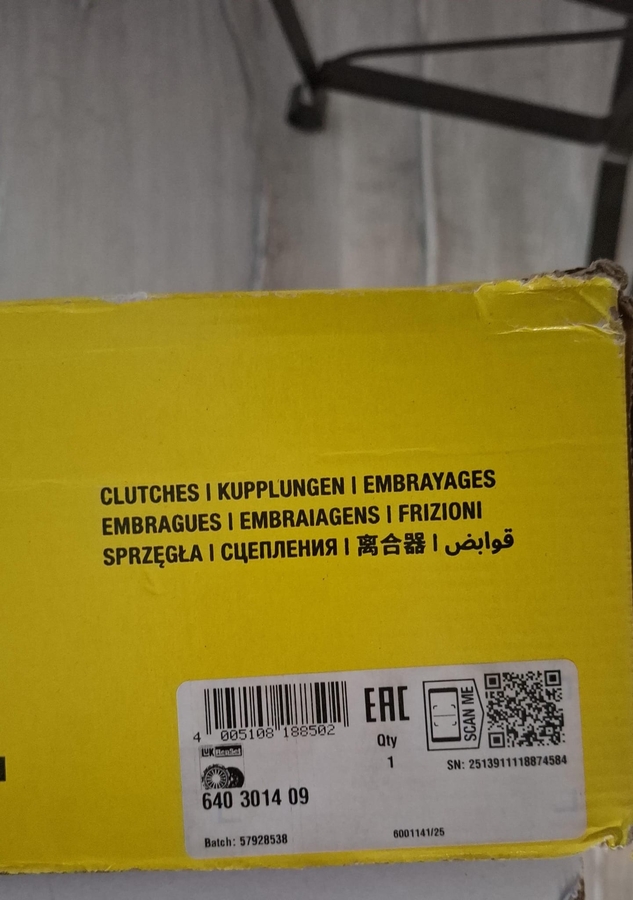 CLUTCHES | KUPPLUNGEN | EMBRAYAGES
EMBRAGUES | EMBRAIAGENS | FRIZIONI
SPRZĘGŁA | СЦЕПЛЕНИЯ | 离合器 | قوابض
4 005108 188502
EAC
SCAN ME
Qty
1
SN: 2513911118874584
LuK RepSet
640 3014 09
Batch: 57928538
6001141/25